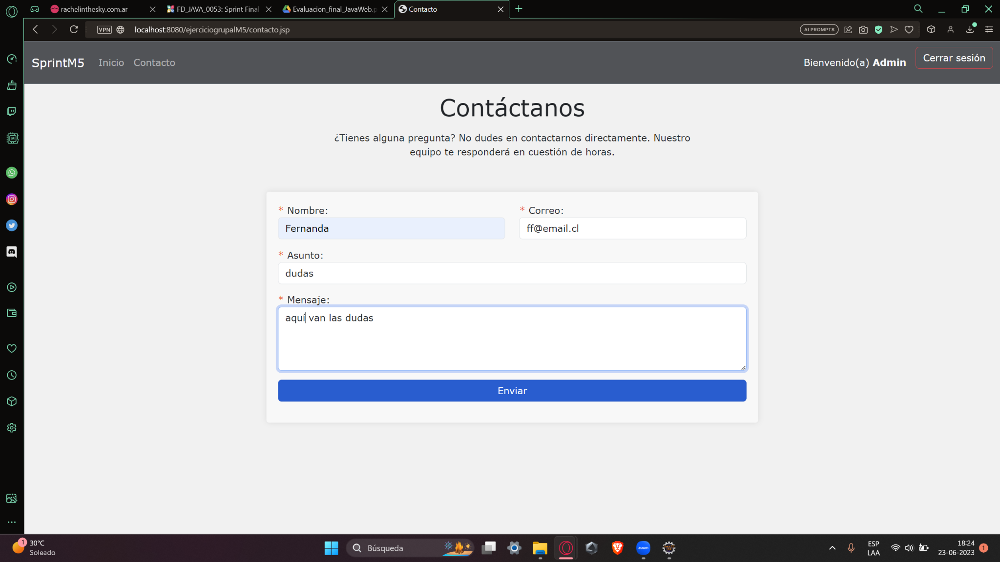 rachelinthesky.com.ar
FD_JAVA_0053: Sprint Final
Evaluacion_final_JavaWeb.p
Contacto
VPN
localhost:8080/ejerciciogrupalM5/contacto.jsp
AI PROMPTS
SprintM5
Inicio
Contacto
Bienvenido(a) Admin
Cerrar sesión
Contáctanos
¿Tienes alguna pregunta? No dudes en contactarnos directamente. Nuestro
equipo te responderá en cuestión de horas.
* Nombre:
Fernanda
* Correo:
ff@email.cl
* Asunto:
dudas
* Mensaje:
aquí van las dudas
Enviar
1
30°C
Soleado
Búsqueda
zoom
ESP
LAA
18:24
23-06-2023
1